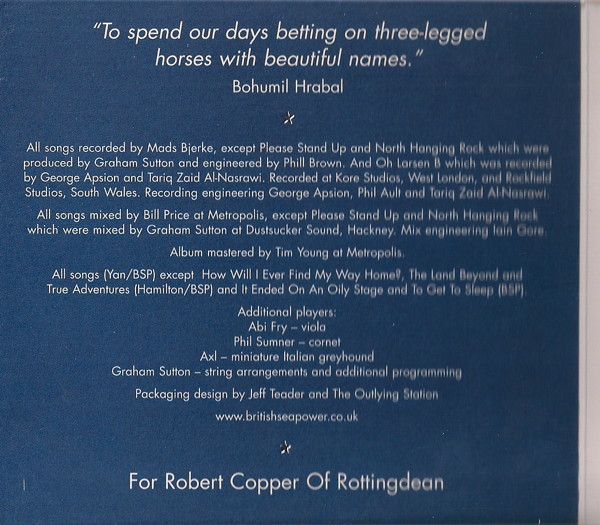 "To spend our days betting on three-legged
horses with beautiful names."
Bohumil Hrabal
All songs recorded by Mads Bjerke, except Please Stand Up and North Hanging Rock which were
produced by Graham Sutton and engineered by Phill Brown. And Oh Larsen B which was recorded
by George Apsion and Tariq Zaid Al-Nasrawi. Recorded at Kore Studios, West London, and Rockfield
Studios, South Wales. Recording engineering George Apsion, Phil Ault and Tariq Zaid Al-Nasrawi.
All songs mixed by Bill Price at Metropolis, except Please Stand Up and North Hanging Rock
which were mixed by Graham Sutton at Dustsucker Sound, Hackney. Mix engineering Iain Gore.
Album mastered by Tim Young at Metropolis.
All songs (Yan/BSP) except How Will I Ever Find My Way Home?, The Land Beyond and
True Adventures (Hamilton/BSP) and It Ended On An Oily Stage and To Get To Sleep (BSP).
Additional players:
Abi Fry – viola
Phil Sumner – cornet
Axl – miniature Italian greyhound
Graham Sutton – string arrangements and additional programming
Packaging design by Jeff Teader and The Outlying Station
www.britishseapower.co.uk
For Robert Copper Of Rottingdean